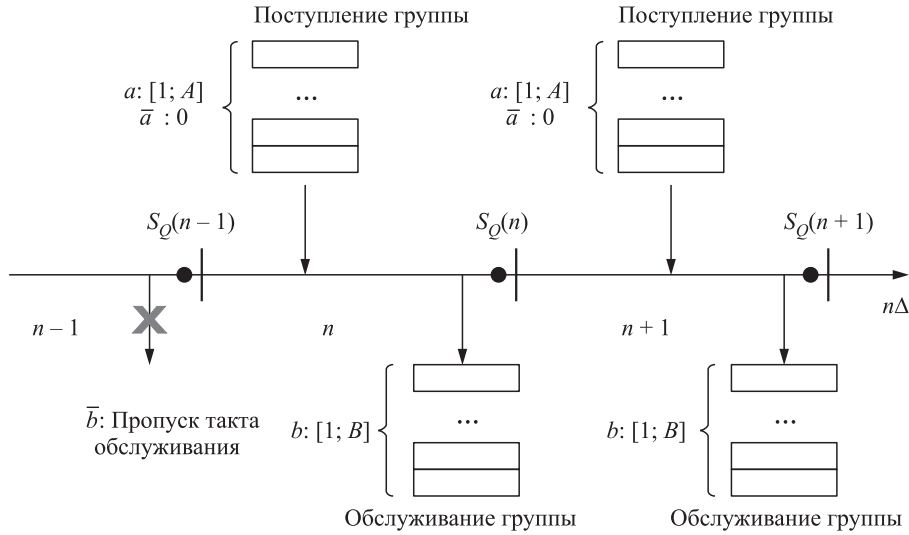 Поступление группы
Поступление группы
a: [1; A]
a̅ : 0
...
a: [1; A]
a̅ : 0
...
S_Q(n – 1)
S_Q(n)
S_Q(n + 1)
nΔ
n – 1
n
n + 1
b̅: Пропуск такта
обслуживания
b: [1; B]
...
b: [1; B]
...
Обслуживание группы
Обслуживание группы